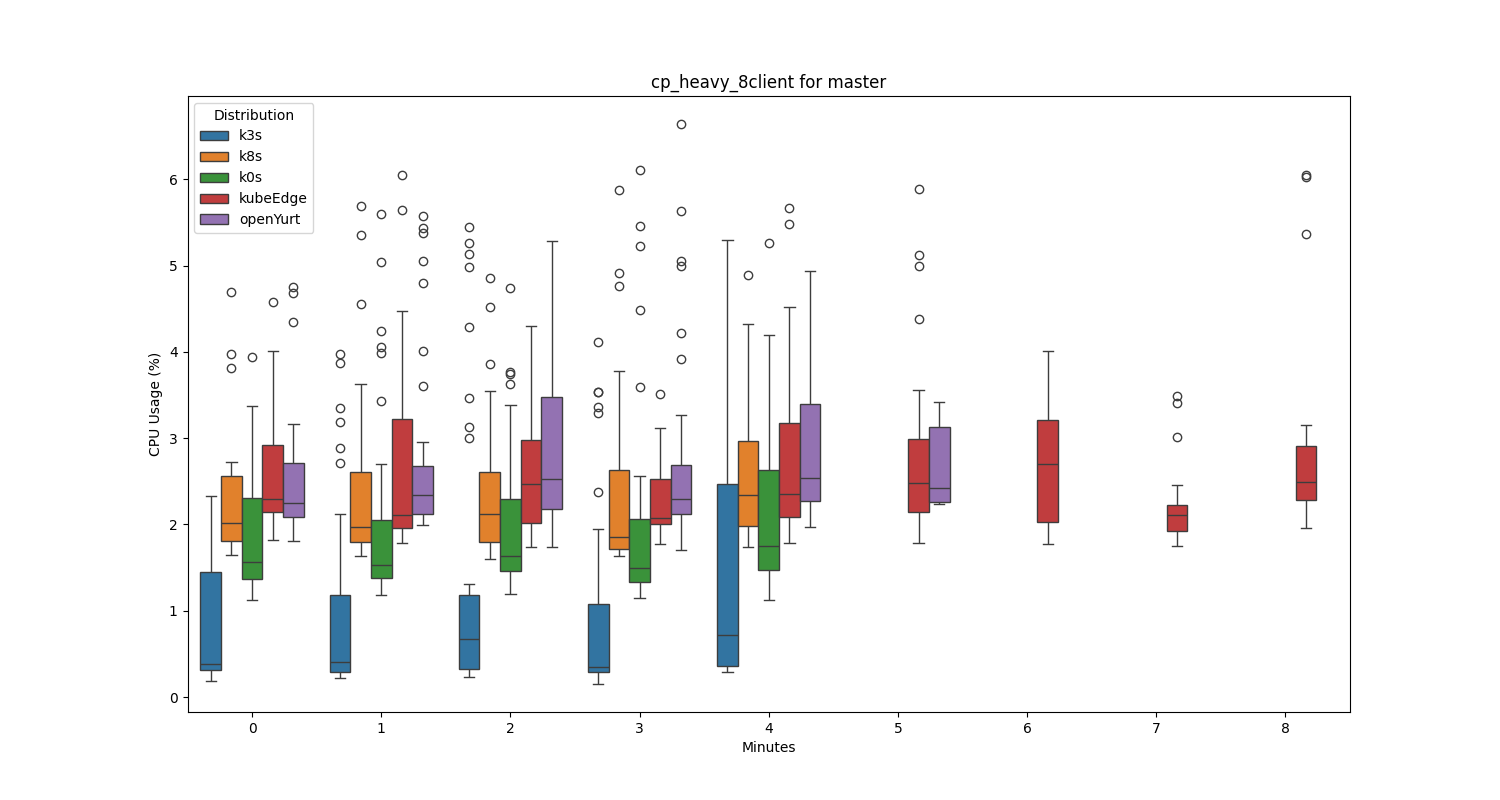 cp_heavy_8client for master
Distribution
k3s
k8s
k0s
kubeEdge
openYurt
CPU Usage (%)
6
5
4
3
2
1
0
0 1 2 3 4 5 6 7 8
Minutes